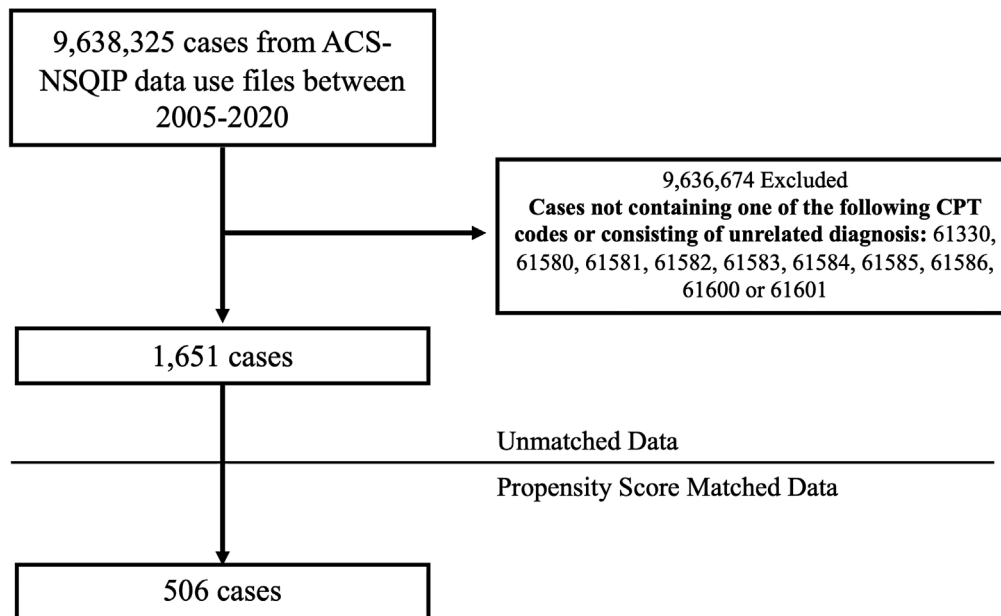 9,638,325 cases from ACS-
NSQIP data use files between
2005-2020
9,636,674 Excluded
Cases not containing one of the following CPT
codes or consisting of unrelated diagnosis: 61330,
61580, 61581, 61582, 61583, 61584, 61585, 61586,
61600 or 61601
1,651 cases
Unmatched Data
Propensity Score Matched Data
506 cases